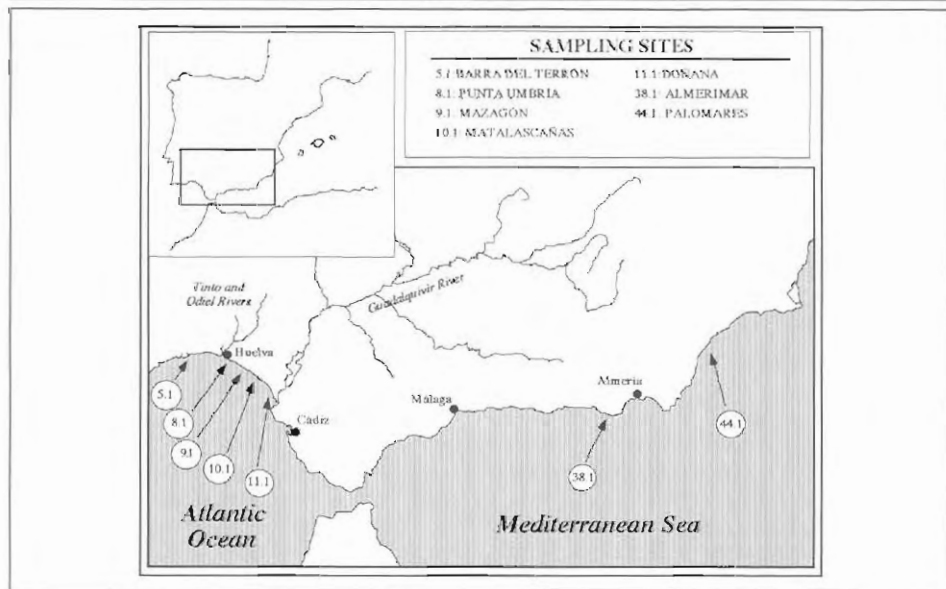 SAMPLING SITES
5.1: BARRA DEL TERRÓN
11.1: DOÑANA
8.1: PUNTA UMBRIA
38.1: ALMERIMAR
9.1: MAZAGÓN
44.1: PALOMARES
10.1: MATALASCAÑAS
Tinto and
Odiel Rivers
Guadalquivir River
Huelva
Almería
Málaga
Cádiz
5.1
8.1
9.1
10.1
11.1
38.1
44.1
Atlantic
Ocean
Mediterranean Sea